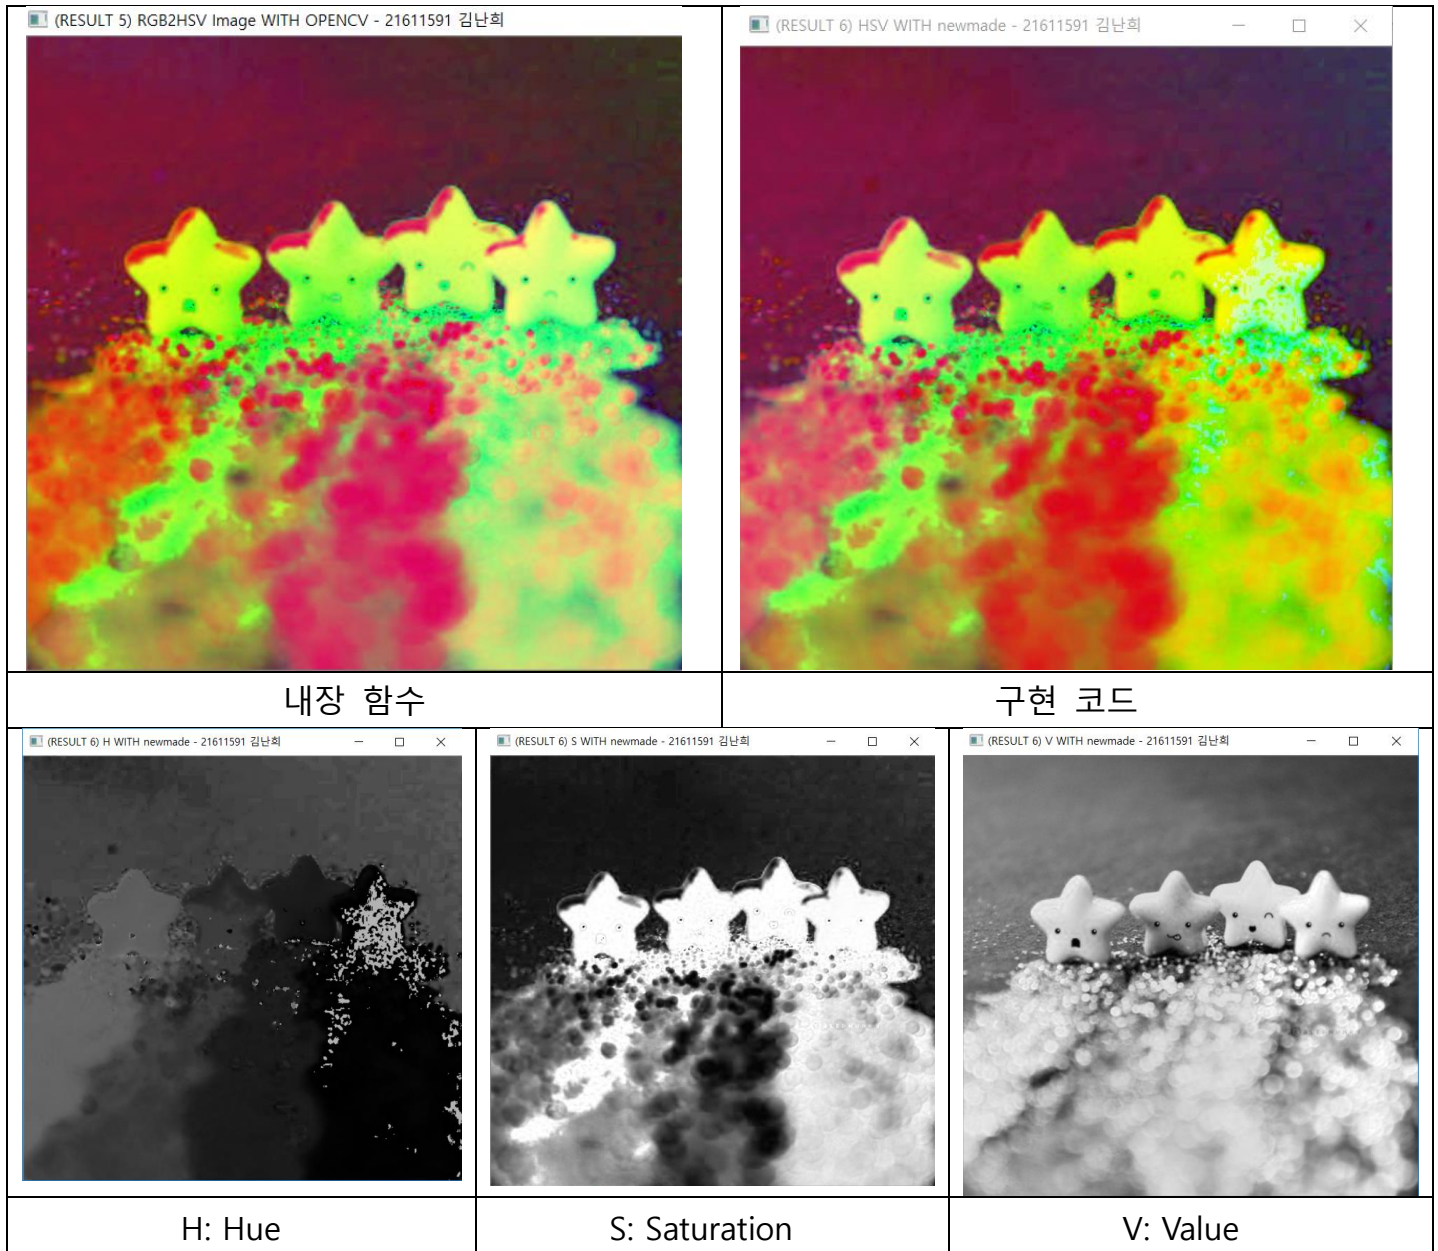 (RESULT 5) RGB2HSV Image WITH OPENCV - 21611591 김난희
(RESULT 6) HSV WITH newmade - 21611591 김난희
내장 함수
구현 코드
(RESULT 6) H WITH newmade - 21611591 김난희
(RESULT 6) S WITH newmade - 21611591 김난희
(RESULT 6) V WITH newmade - 21611591 김난희
H: Hue
S: Saturation
V: Value